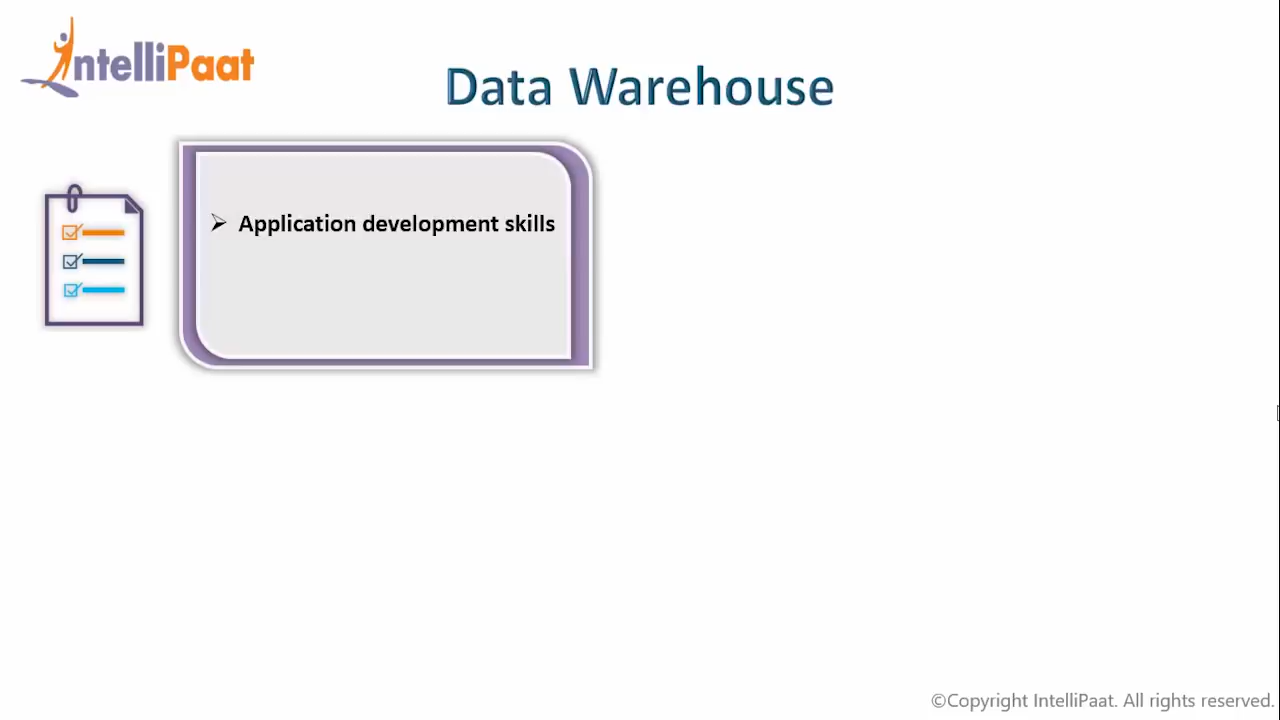 IntelliPaat
Data Warehouse
➢ Application development skills
©Copyright IntelliPaat. All rights reserved.